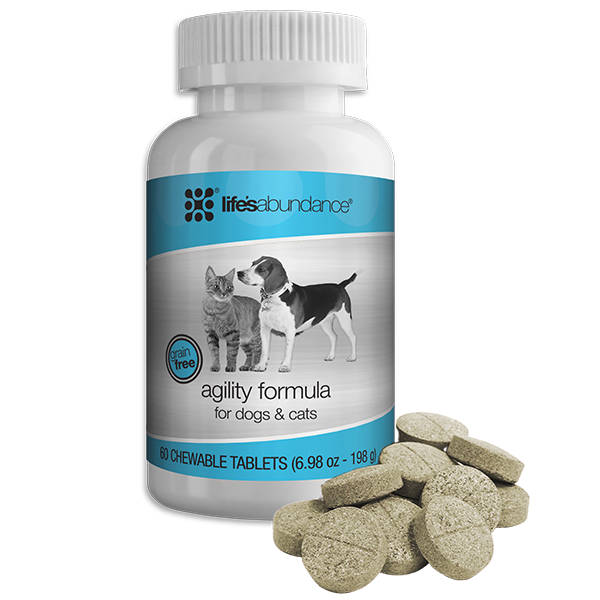 life'sabundance®
grain
free
agility formula
for dogs & cats
60 CHEWABLE TABLETS (6.98 oz - 198 g)